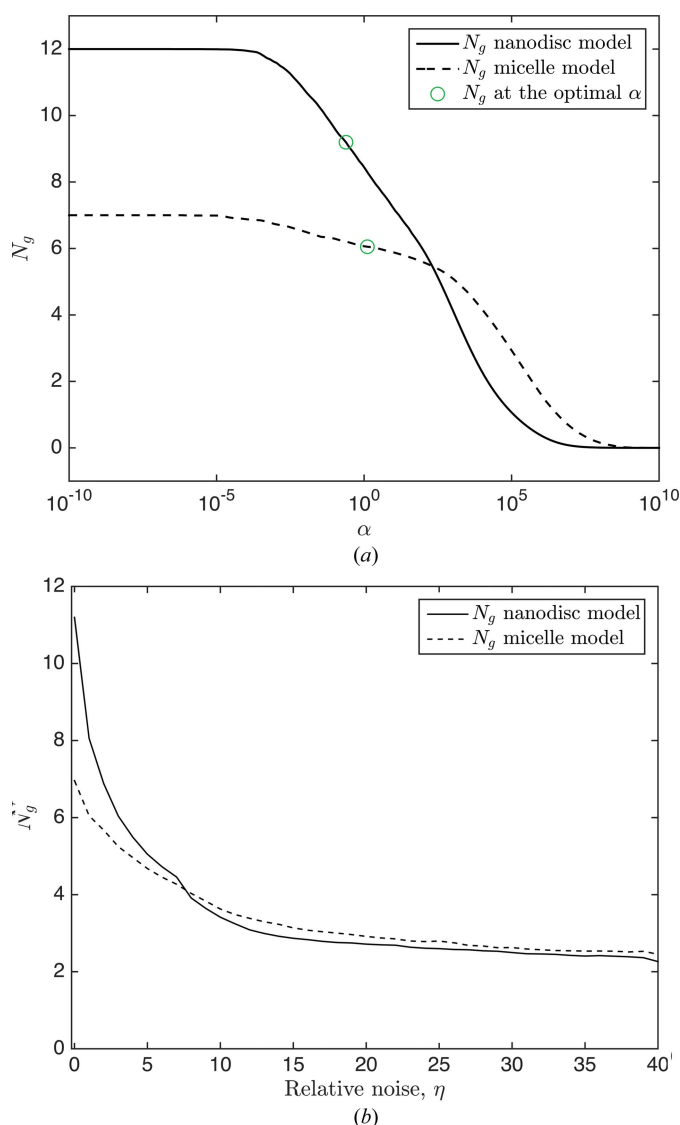 12
10
8
6
4
2
0
N_g
N_g nanodisc model
N_g micelle model
N_g at the optimal α
10^-10 10^-5 10^0 10^5 10^10
α
(a)
12
10
8
6
4
2
0
N_g nanodisc model
N_g micelle model
0 5 10 15 20 25 30 35 40
Relative noise, η
(b)